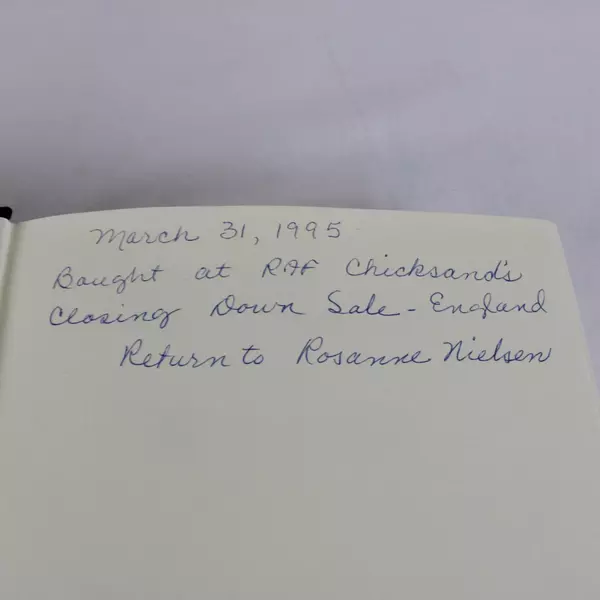 March 31, 1995
Bought at RAF Chicksand's
Closing Down Sale - England
Return to Rosanne Nielsen